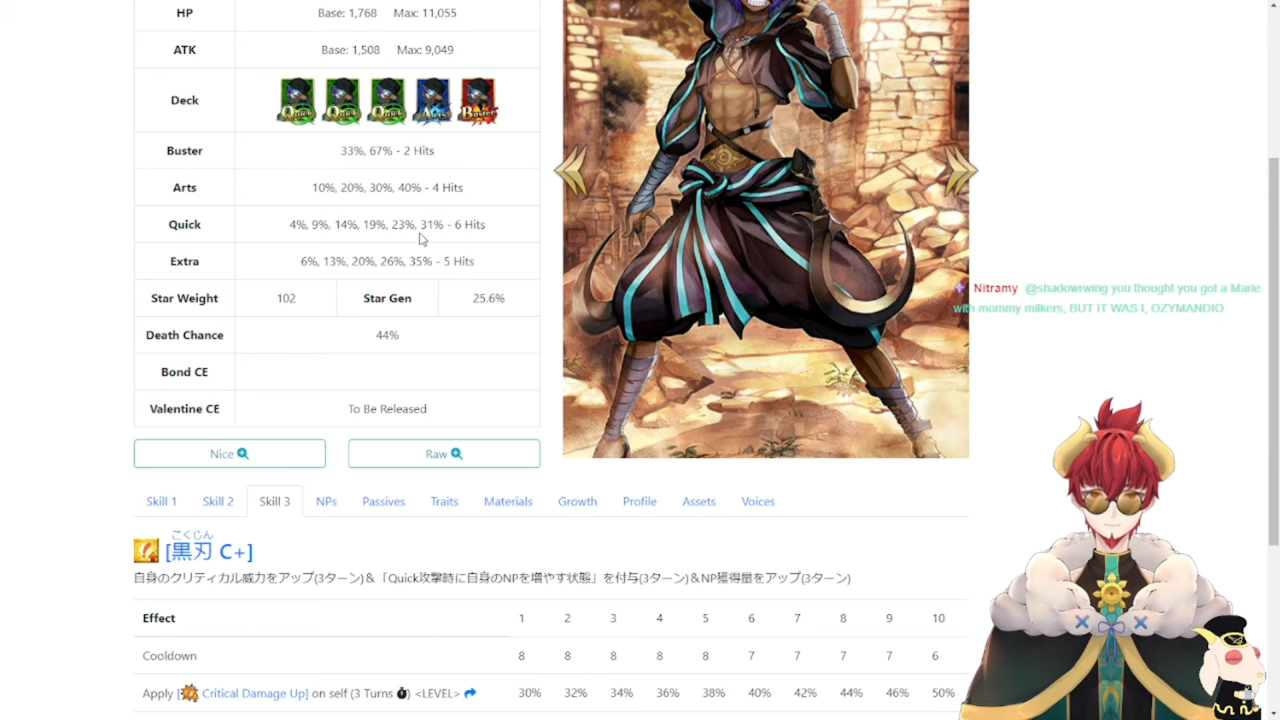 HP Base: 1,768 Max: 11,055
ATK Base: 1,508 Max: 9,049
Deck Quick Quick Quick Arts Buster
Buster 33%, 67% - 2 Hits
Arts 10%, 20%, 30%, 40% - 4 Hits
Quick 4%, 9%, 14%, 19%, 23%, 31% - 6 Hits
Extra 6%, 13%, 20%, 26%, 35% - 5 Hits
Star Weight 102 Star Gen 25.6%
Death Chance 44%
Bond CE
Valentine CE To Be Released
Nice Raw
Nitramy @shadowrwing you thought you got a Marie
with mommy milkers, BUT IT WAS I, OZYMANDIO
Skill 1 Skill 2 Skill 3 NPs Passives Traits Materials Growth Profile Assets Voices
こくじん
[黒刃 C+]
自身のクリティカル威力をアップ(3ターン)&「Quick攻撃時に自身のNPを増やす状態」を付与(3ターン)&NP獲得量をアップ(3ターン)
Effect 1 2 3 4 5 6 7 8 9 10
Cooldown 8 8 8 8 8 7 7 7 7 6
Apply [Critical Damage Up] on self (3 Turns) <LEVEL> 30% 32% 34% 36% 38% 40% 42% 44% 46% 50%